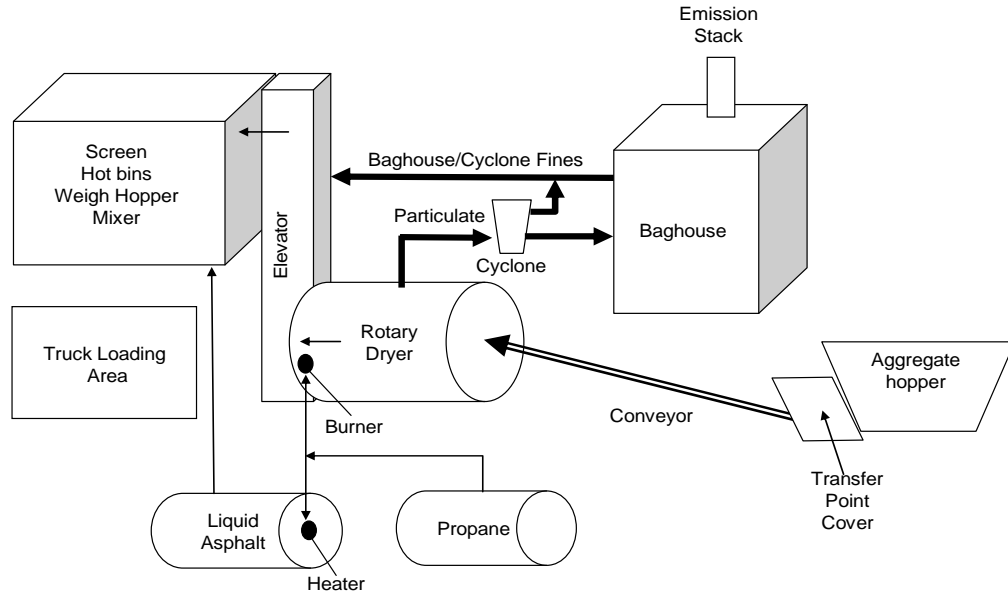 Emission
Stack
Screen
Hot bins
Weigh Hopper
Mixer
Elevator
Baghouse/Cyclone Fines
Particulate
Cyclone
Baghouse
Truck Loading
Area
Rotary
Dryer
Burner
Conveyor
Aggregate
hopper
Transfer
Point
Cover
Liquid
Asphalt
Heater
Propane